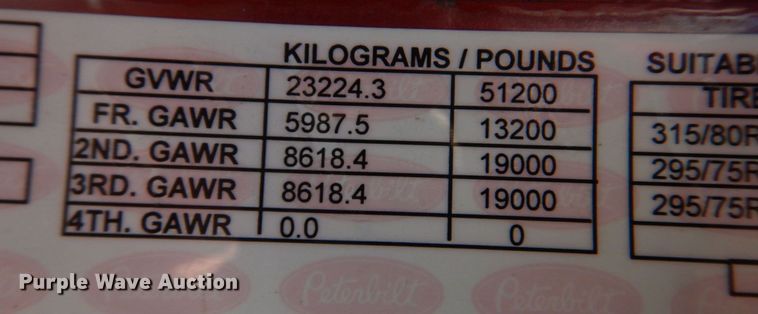 KILOGRAMS / POUNDS
GVWR 23224.3 51200
FR. GAWR 5987.5 13200
2ND. GAWR 8618.4 19000
3RD. GAWR 8618.4 19000
4TH. GAWR 0.0 0
SUITAB
TIRE
315/80R
295/75R
295/75R
Purple Wave Auction
Peterbilt